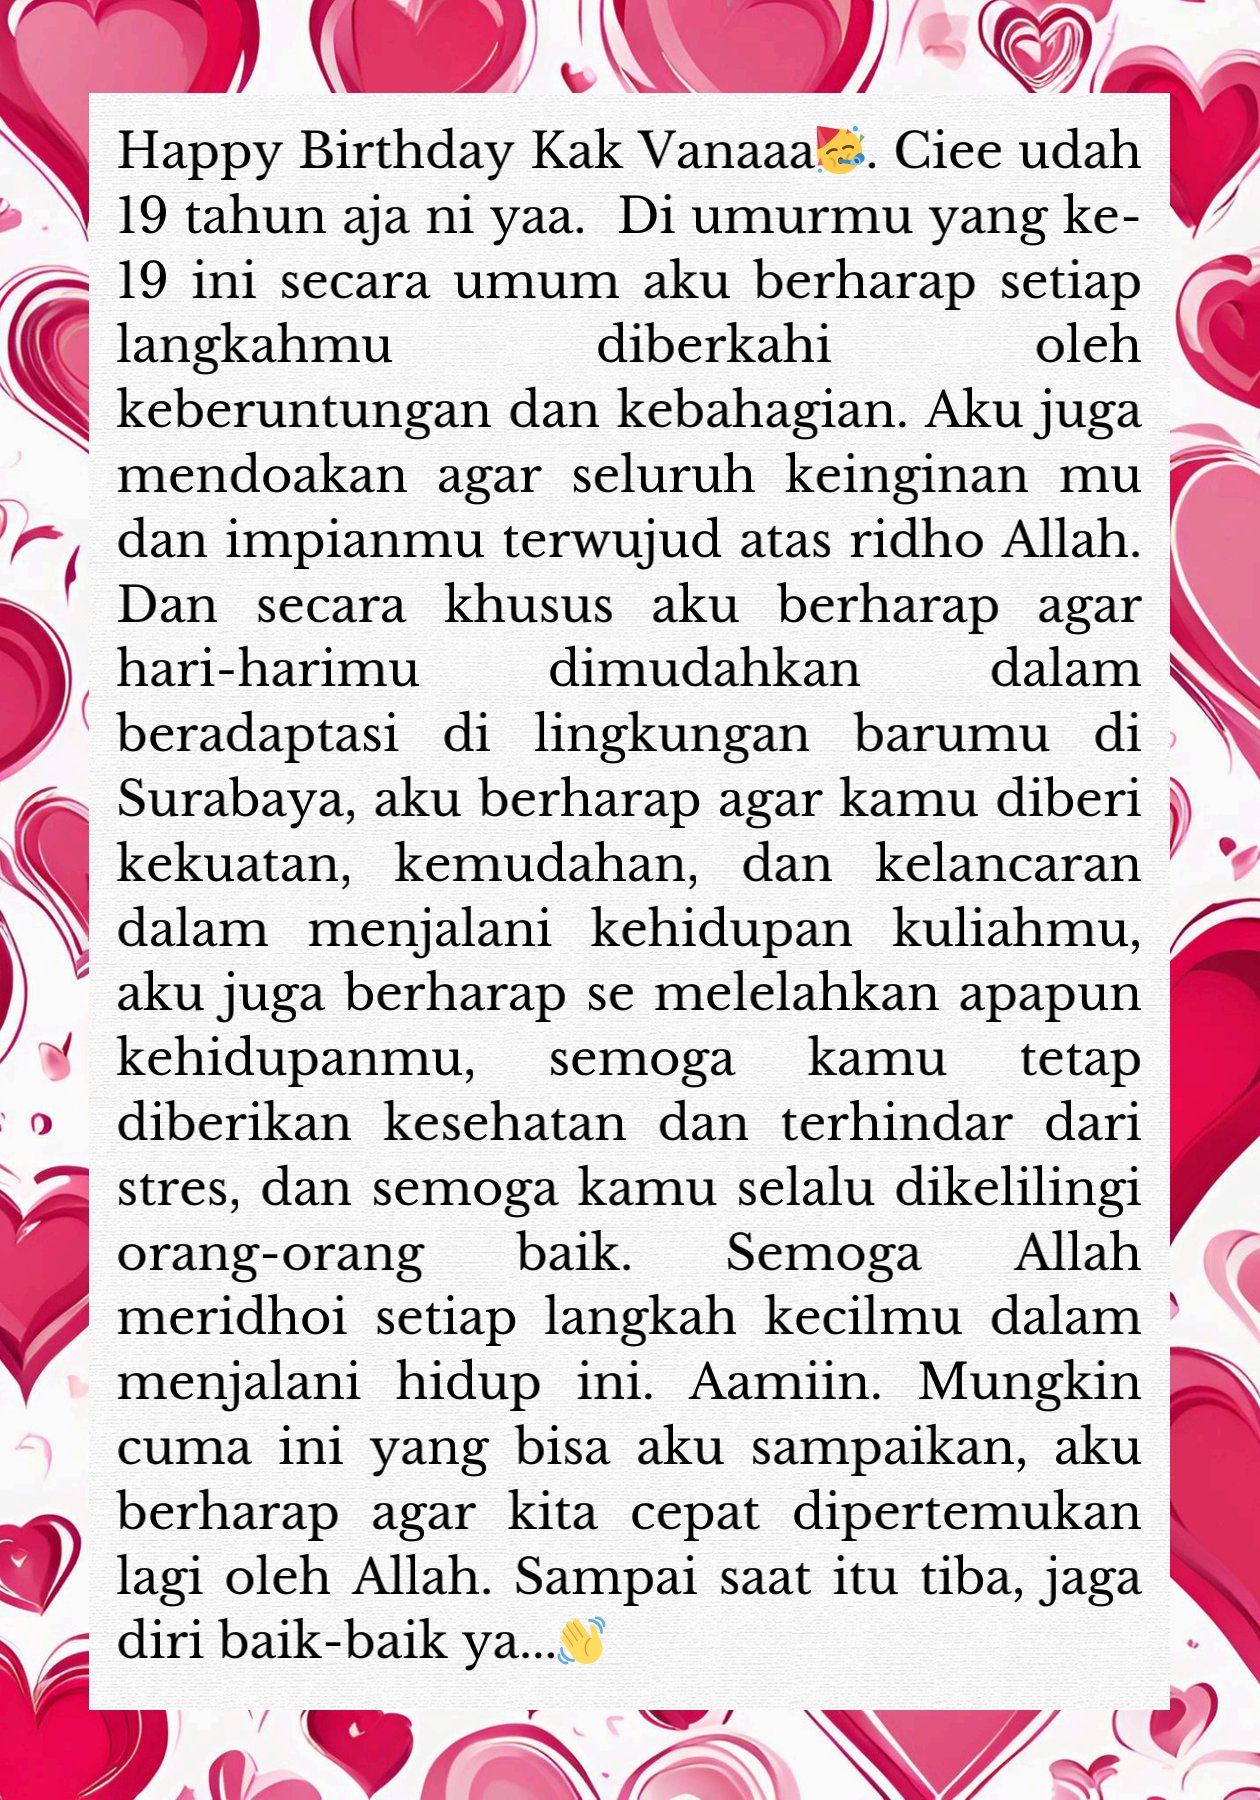 Happy Birthday Kak Vanaaa🥳. Ciee udah
19 tahun aja ni yaa.  Di umurmu yang ke-
19 ini secara umum aku berharap setiap
langkahmu diberkahi oleh
keberuntungan dan kebahagian. Aku juga
mendoakan agar seluruh keinginan mu
dan impianmu terwujud atas ridho Allah.
Dan secara khusus aku berharap agar
hari-harimu dimudahkan dalam
beradaptasi di lingkungan barumu di
Surabaya, aku berharap agar kamu diberi
kekuatan, kemudahan, dan kelancaran
dalam menjalani kehidupan kuliahmu,
aku juga berharap se melelahkan apapun
kehidupanmu, semoga kamu tetap
diberikan kesehatan dan terhindar dari
stres, dan semoga kamu selalu dikelilingi
orang-orang baik. Semoga Allah
meridhoi setiap langkah kecilmu dalam
menjalani hidup ini. Aamiin. Mungkin
cuma ini yang bisa aku sampaikan, aku
berharap agar kita cepat dipertemukan
lagi oleh Allah. Sampai saat itu tiba, jaga
diri baik-baik ya...👋